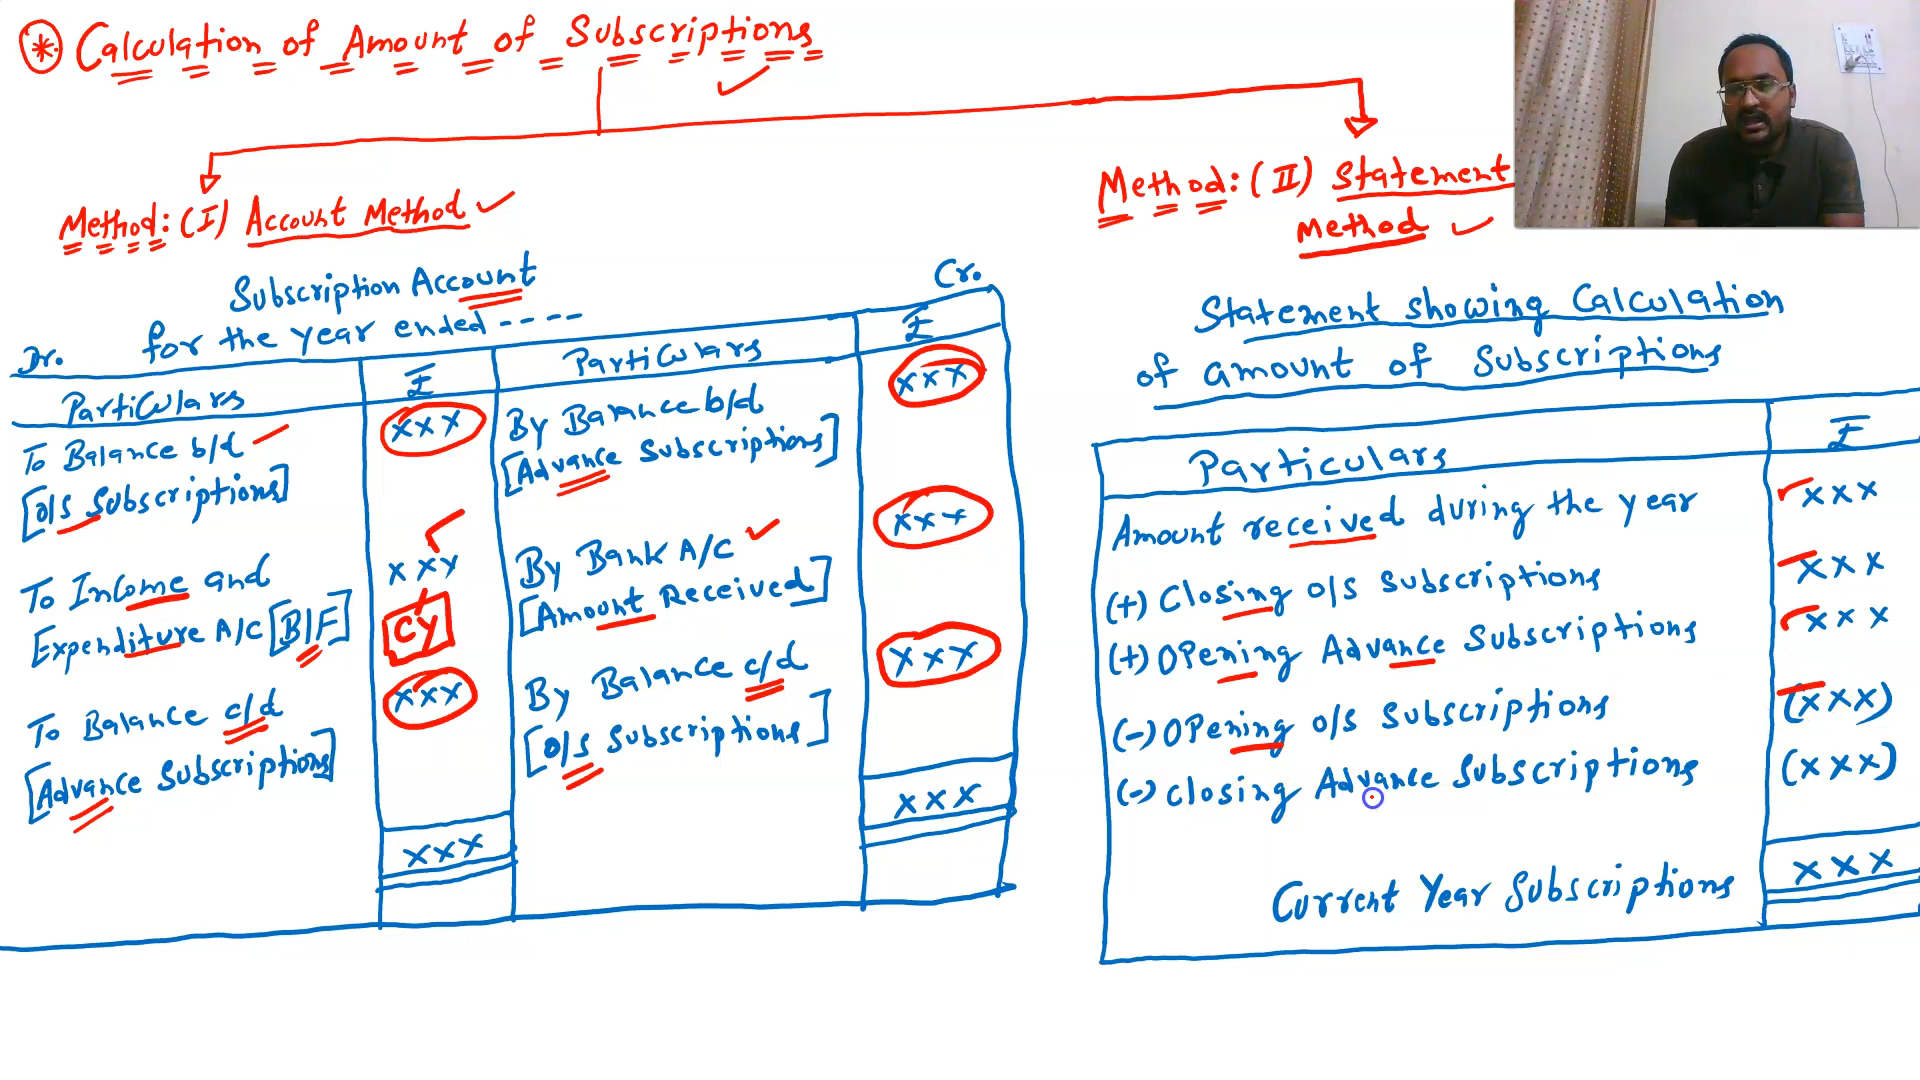 * Calculation of Amount of Subscriptions
Method: (I) Account Method
Subscription Account
for the year ended ----
Dr.
Cr.
Particulars ₹ Particulars ₹
To Balance b/d xxx
[O/S Subscriptions]
To Income and xxx
Expenditure A/C [B/F] CY
To Balance c/d xxx
[Advance Subscriptions]
xxx
By Balance b/d xxx
[Advance Subscriptions]
By Bank A/C xxx
[Amount Received]
By Balance c/d xxx
[O/S Subscriptions]
xxx
Method: (II) Statement
Method
Statement showing Calculation
of amount of Subscriptions
Particulars ₹
Amount received during the year xxx
(+) Closing O/S Subscriptions xxx
(+) Opening Advance Subscriptions xxx
(-) Opening O/S Subscriptions (xxx)
(-) Closing Advance Subscriptions (xxx)
Current Year Subscriptions xxx